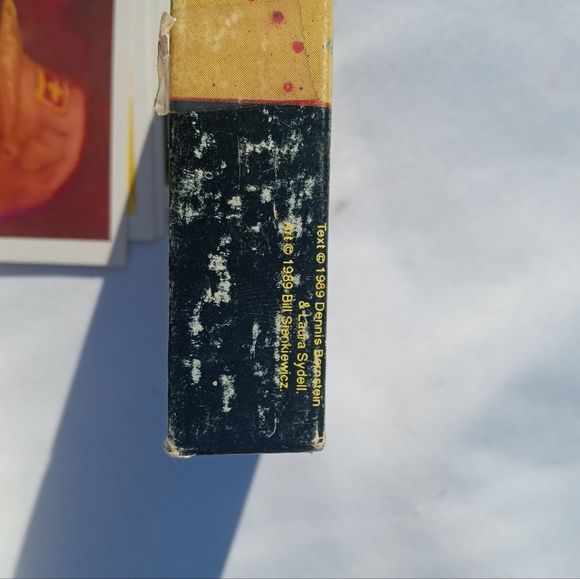 Text © 1989 Dennis Bernstein
& Laura Sydell.
Art © 1989 Bill Sienkiewicz.